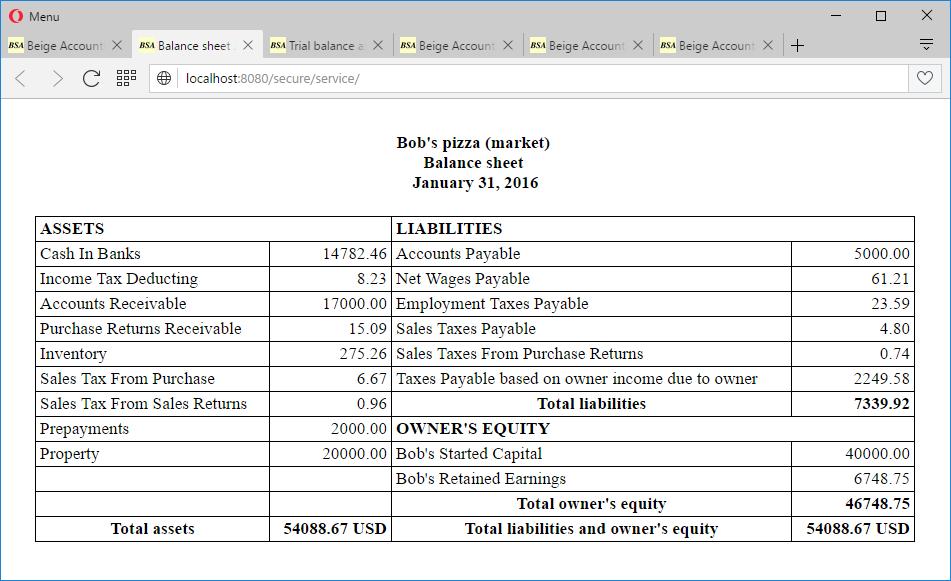 Menu
BSA Beige Account
BSA Balance sheet
BSA Trial balance a
BSA Beige Account
BSA Beige Account
BSA Beige Account
localhost:8080/secure/service/
Bob's pizza (market)
Balance sheet
January 31, 2016
ASSETS LIABILITIES
Cash In Banks 14782.46 Accounts Payable 5000.00
Income Tax Deducting 8.23 Net Wages Payable 61.21
Accounts Receivable 17000.00 Employment Taxes Payable 23.59
Purchase Returns Receivable 15.09 Sales Taxes Payable 4.80
Inventory 275.26 Sales Taxes From Purchase Returns 0.74
Sales Tax From Purchase 6.67 Taxes Payable based on owner income due to owner 2249.58
Sales Tax From Sales Returns 0.96 Total liabilities 7339.92
Prepayments 2000.00 OWNER'S EQUITY
Property 20000.00 Bob's Started Capital 40000.00
Bob's Retained Earnings 6748.75
Total owner's equity 46748.75
Total assets 54088.67 USD Total liabilities and owner's equity 54088.67 USD